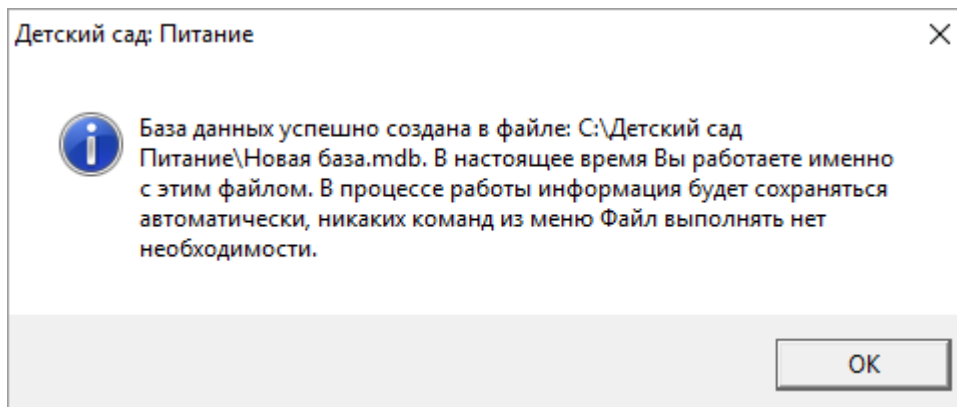 Детский сад: Питание
База данных успешно создана в файле: C:\Детский сад
Питание\Новая база.mdb. В настоящее время Вы работаете именно
с этим файлом. В процессе работы информация будет сохраняться
автоматически, никаких команд из меню Файл выполнять нет
необходимости.
OK